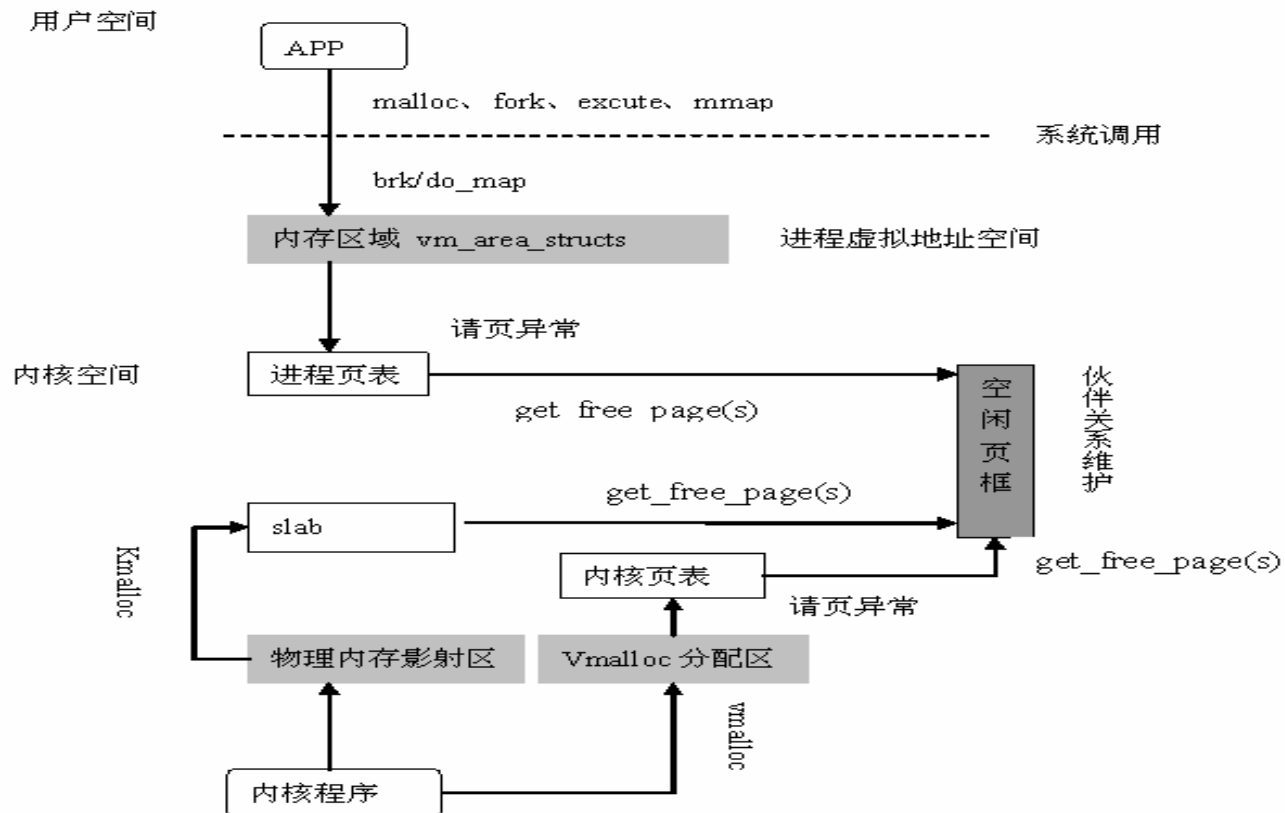 用户空间
APP
malloc、fork、excute、mmap
系统调用
brk/do_map
内存区域 vm_area_structs
进程虚拟地址空间
请页异常
内核空间
进程页表
get free page(s)
空闲页框
伙伴关系维护
get_free_page(s)
slab
Kmalloc
内核页表
get_free_page(s)
请页异常
物理内存影射区
Vmalloc 分配区
vmalloc
内核程序